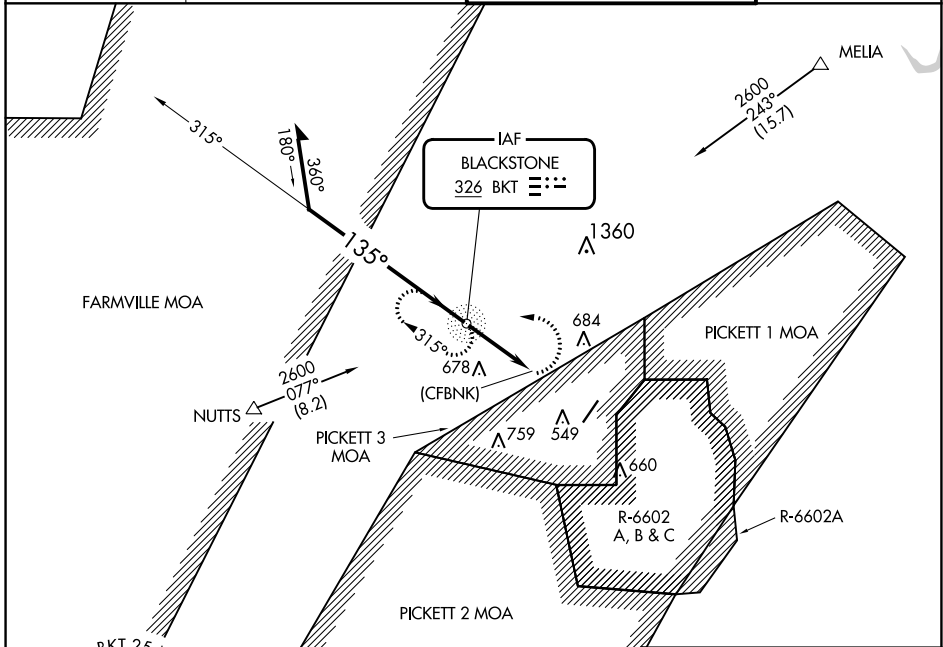 MELIA
2600
243°
(15.7)
315°
180°
360°
IAF
BLACKSTONE
326 BKT
135°
1360
FARMVILLE MOA
684
PICKETT 1 MOA
315°
678
(CFBNK)
2600
077°
(8.2)
NUTTS
PICKETT 3
MOA
759
549
660
R-6602
A, B & C
R-6602A
PICKETT 2 MOA
BKT 25